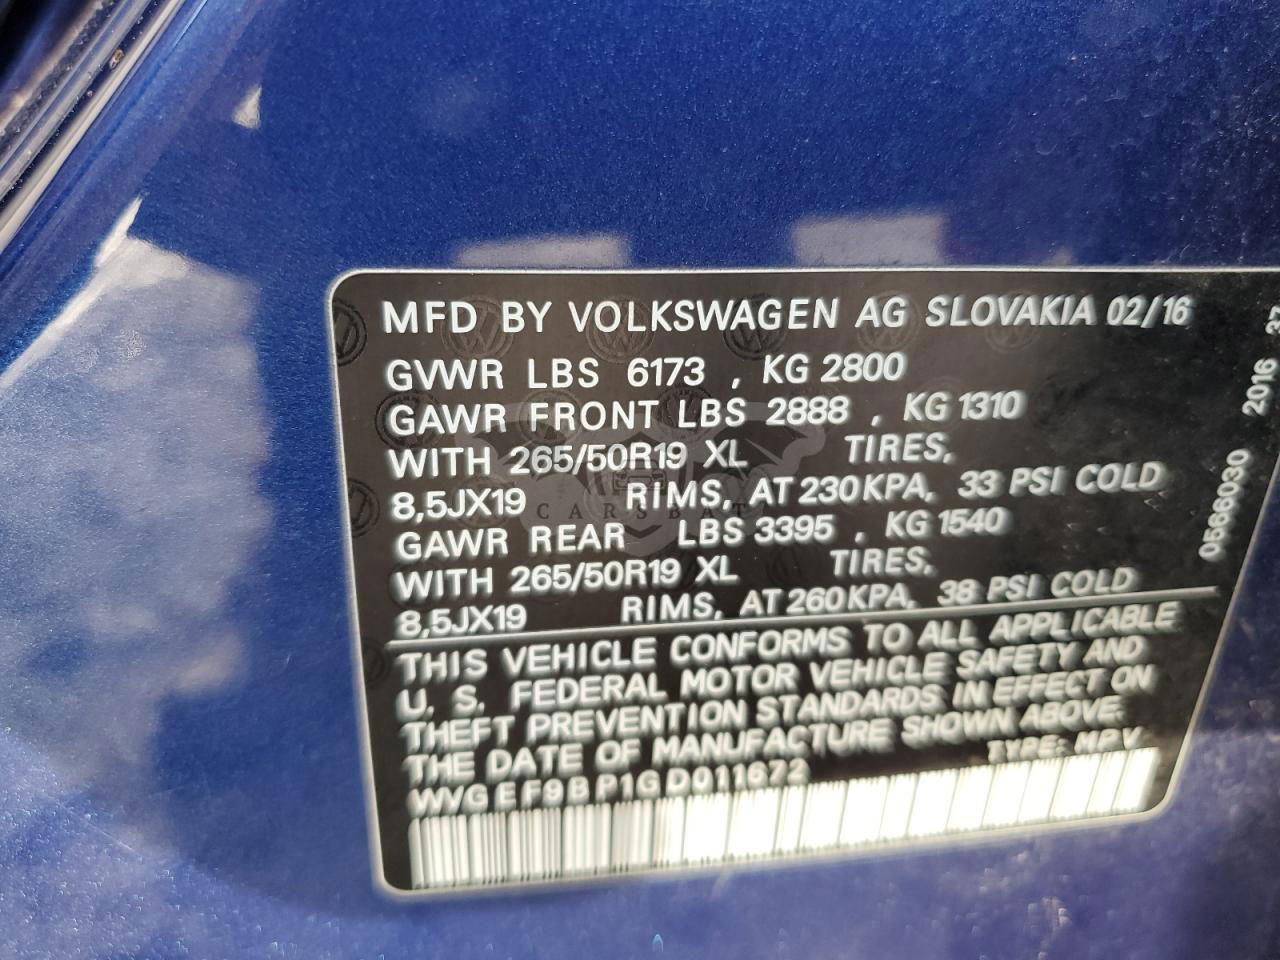 MFD BY VOLKSWAGEN AG SLOVAKIA 02/16
GVWR LBS 6173 , KG 2800
GAWR FRONT LBS 2888 , KG 1310
WITH 265/50R19 XL TIRES,
8,5JX19 RIMS, AT 230KPA, 33 PSI COLD
GAWR REAR LBS 3395 , KG 1540
WITH 265/50R19 XL TIRES,
8,5JX19 RIMS, AT 260KPA, 38 PSI COLD
THIS VEHICLE CONFORMS TO ALL APPLICABLE
U. S. FEDERAL MOTOR VEHICLE SAFETY AND
THEFT PREVENTION STANDARDS IN EFFECT ON
THE DATE OF MANUFACTURE SHOWN ABOVE.
TYPE: MPV
WVGEF9BP1GD011672
0566030 2016 27
CARSBAT